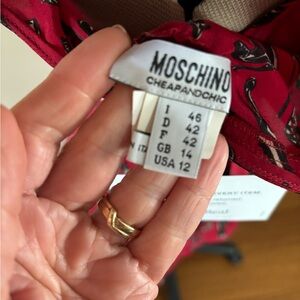 MOSCHINO
CHEAPANDCHIC
I 46
D 42
F 42
GB 14
USA 12